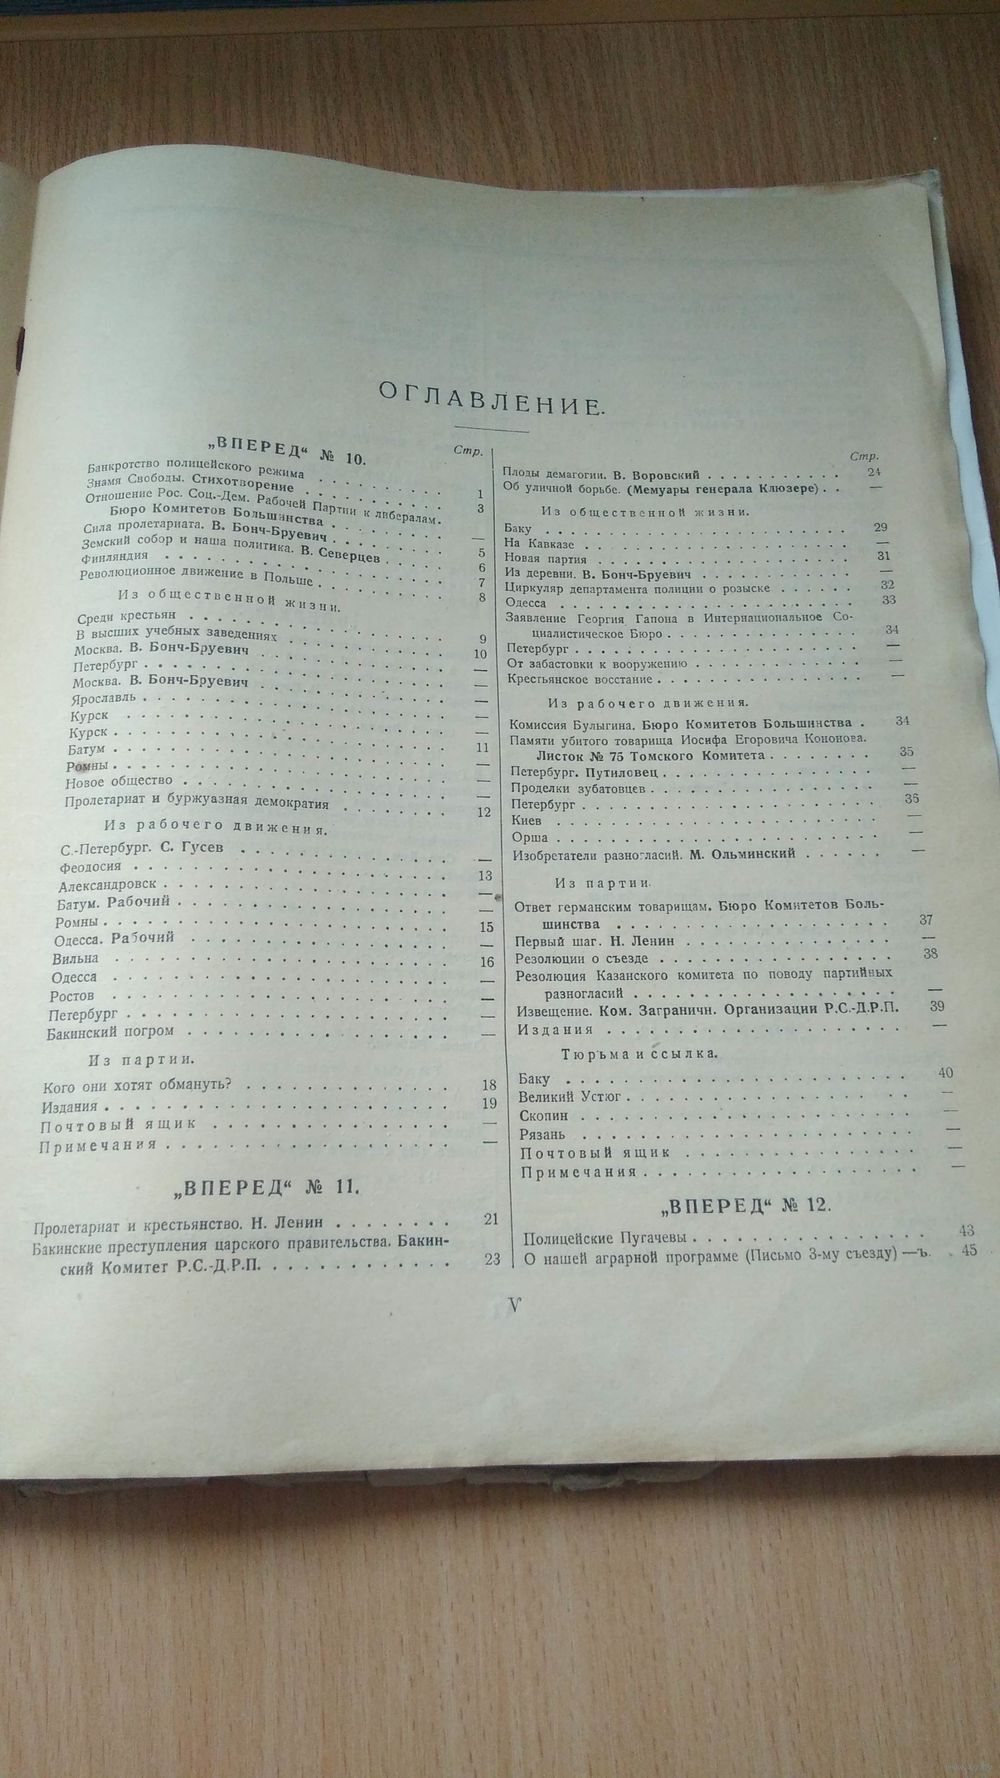 ОГЛАВЛЕНИЕ.
„ВПЕРЕД“ № 10.
Стр.
Банкротство полицейского режима . . . . . . . . . 1
Знамя Свободы. Стихотворение . . . . . . . . . . 3
Отношение Рос. Соц.-Дем. Рабочей Партии к либералам.
Бюро Комитетов Большинства . . . . . . . . —
Сила пролетариата. В. Бонч-Бруевич . . . . . . . . 5
Земский собор и наша политика. В. Северцев . . . . . 6
Финляндия . . . . . . . . . . . . . . . . . 7
Революционное движение в Польше . . . . . . . . . 8
Из общественной жизни.
Среди крестьян . . . . . . . . . . . . . . . . 9
В высших учебных заведениях . . . . . . . . . . 10
Москва. В. Бонч-Бруевич . . . . . . . . . . . . —
Петербург . . . . . . . . . . . . . . . . . . —
Москва. В. Бонч-Бруевич . . . . . . . . . . . . —
Ярославль . . . . . . . . . . . . . . . . . . —
Курск . . . . . . . . . . . . . . . . . . . —
Курск . . . . . . . . . . . . . . . . . . . 11
Батум . . . . . . . . . . . . . . . . . . . —
Ромны . . . . . . . . . . . . . . . . . . . —
Новое общество . . . . . . . . . . . . . . . —
Пролетариат и буржуазная демократия . . . . . . . 12
Из рабочего движения.
С.-Петербург. С. Гусев . . . . . . . . . . . . . —
Феодосия . . . . . . . . . . . . . . . . . . 13
Александровск . . . . . . . . . . . . . . . . —
Батум. Рабочий . . . . . . . . . . . . . . . —
Ромны . . . . . . . . . . . . . . . . . . . 15
Одесса. Рабочий . . . . . . . . . . . . . . . —
Вильна . . . . . . . . . . . . . . . . . . 16
Одесса . . . . . . . . . . . . . . . . . . —
Ростов . . . . . . . . . . . . . . . . . . —
Петербург . . . . . . . . . . . . . . . . . —
Бакинский погром . . . . . . . . . . . . . . —
Из партии.
Кого они хотят обмануть? . . . . . . . . . . . . 18
Издания . . . . . . . . . . . . . . . . . . 19
Почтовый ящик . . . . . . . . . . . . . —
Примечания . . . . . . . . . . . . . . . —
„ВПЕРЕД“ № 11.
Пролетариат и крестьянство. Н. Ленин . . . . . . . . 21
Бакинские преступления царского правительства. Бакин-
ский Комитет Р.С.-Д.Р.П. . . . . . . . . . . . . 23
Стр.
Плоды демагогии. В. Воровский . . . . . . . . . . 24
Об уличной борьбе. (Мемуары генерала Клюзере) . . —
Из общественной жизни.
Баку . . . . . . . . . . . . . . . . . . . 29
На Кавказе . . . . . . . . . . . . . . . . . —
Новая партия . . . . . . . . . . . . . . . . 31
Из деревни. В. Бонч-Бруевич . . . . . . . . . . —
Циркуляр департамента полиции о розыске . . . . . . 32
Одесса . . . . . . . . . . . . . . . . . . 33
Заявление Георгия Гапона в Интернациональное Со-
циалистическое Бюро . . . . . . . . . . . . . 34
Петербург . . . . . . . . . . . . . . . . . —
От забастовки к вооружению . . . . . . . . . . . —
Крестьянское восстание . . . . . . . . . . . . . —
Из рабочего движения.
Комиссия Булыгина. Бюро Комитетов Большинства . 34
Памяти убитого товарища Иосифа Егоровича Кононова.
Листок № 75 Томского Комитета . . . . . . . . 35
Петербург. Путиловец . . . . . . . . . . . . . —
Проделки зубатовцев . . . . . . . . . . . . . . —
Петербург . . . . . . . . . . . . . . . . . 36
Киев . . . . . . . . . . . . . . . . . . . —
Орша . . . . . . . . . . . . . . . . . . . —
Изобретатели разногласий. М. Ольминский . . . . . . —
Из партии.
Ответ германским товарищам. Бюро Комитетов Боль-
шинства . . . . . . . . . . . . . . . . . 37
Первый шаг. Н. Ленин . . . . . . . . . . . . . —
Резолюции о съезде . . . . . . . . . . . . . . 38
Резолюция Казанского комитета по поводу партийных
разногласий . . . . . . . . . . . . . . . . —
Извещение. Ком. Заграничн. Организации Р.С.-Д.Р.П. 39
Издания . . . . . . . . . . . . . . . . . —
Тюрьма и ссылка.
Баку . . . . . . . . . . . . . . . . . . . 40
Великий Устюг . . . . . . . . . . . . . . . . —
Скопин . . . . . . . . . . . . . . . . . . —
Рязань . . . . . . . . . . . . . . . . . . —
Почтовый ящик . . . . . . . . . . . . . —
Примечания . . . . . . . . . . . . . . . —
„ВПЕРЕД“ № 12.
Полицейские Пугачевы . . . . . . . . . . . . . . 43
О нашей аграрной программе (Письмо 3-му съезду) —ъ. 45
V